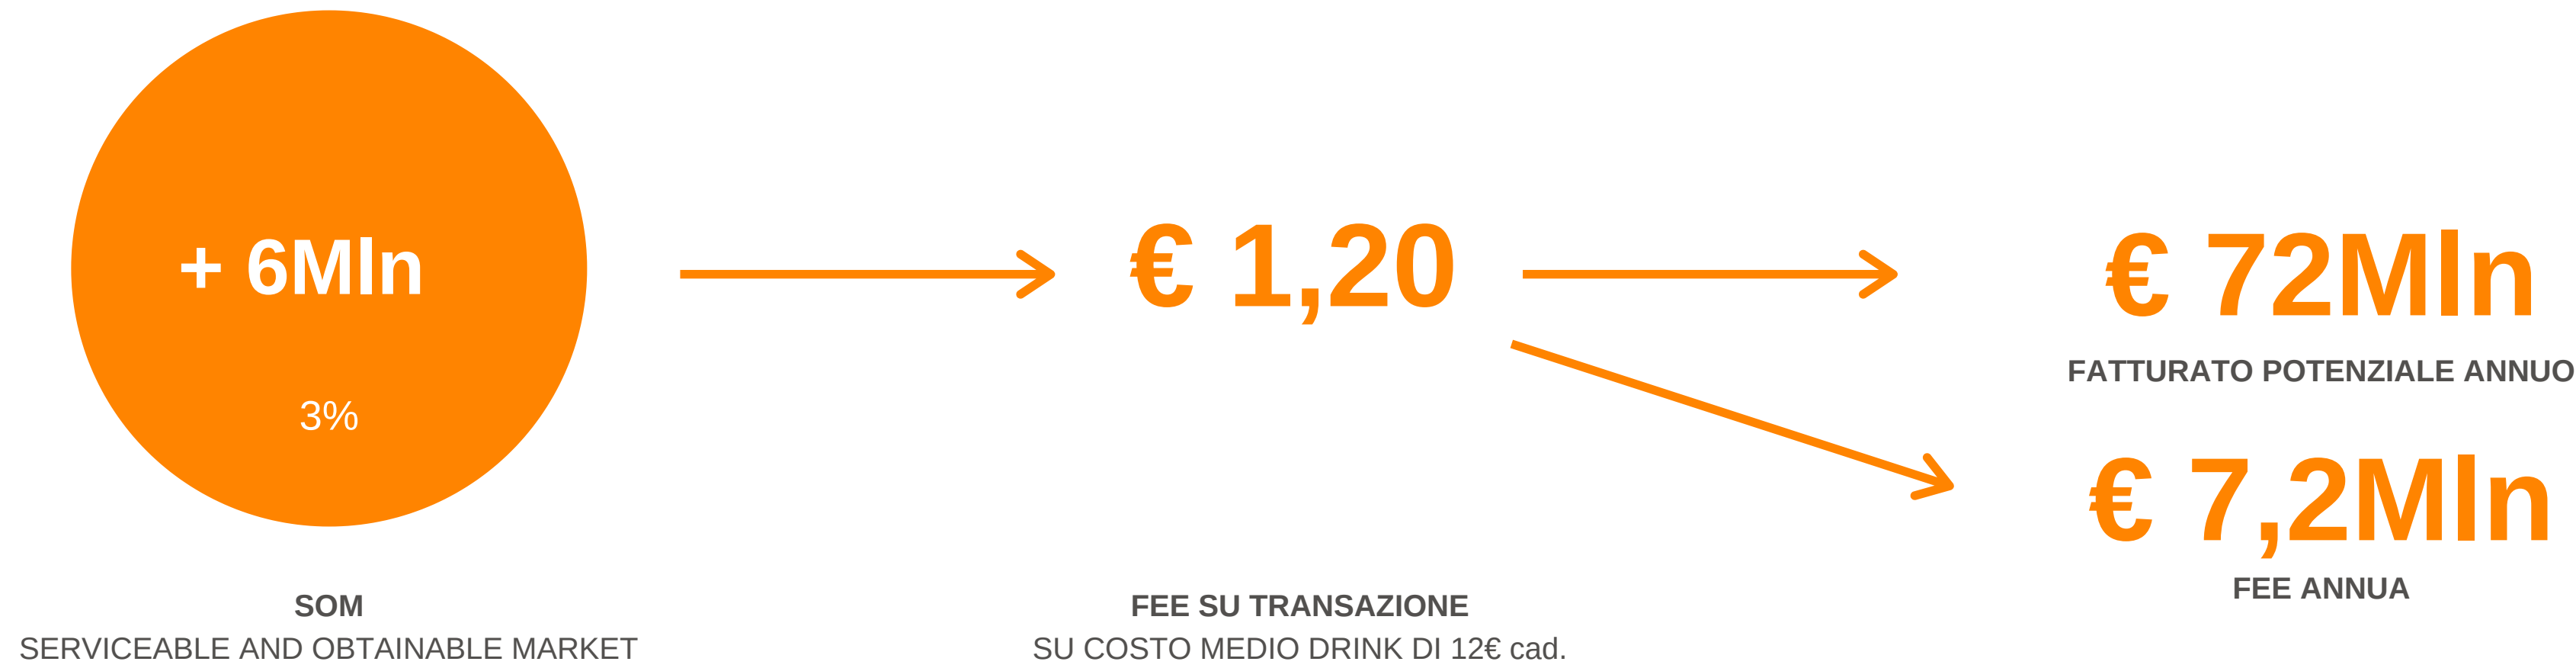 + 6Mln
3%
SOM
SERVICEABLE AND OBTAINABLE MARKET
€ 1,20
FEE SU TRANSAZIONE
SU COSTO MEDIO DRINK DI 12€ cad.
€ 72Mln
FATTURATO POTENZIALE ANNUO
€ 7,2Mln
FEE ANNUA